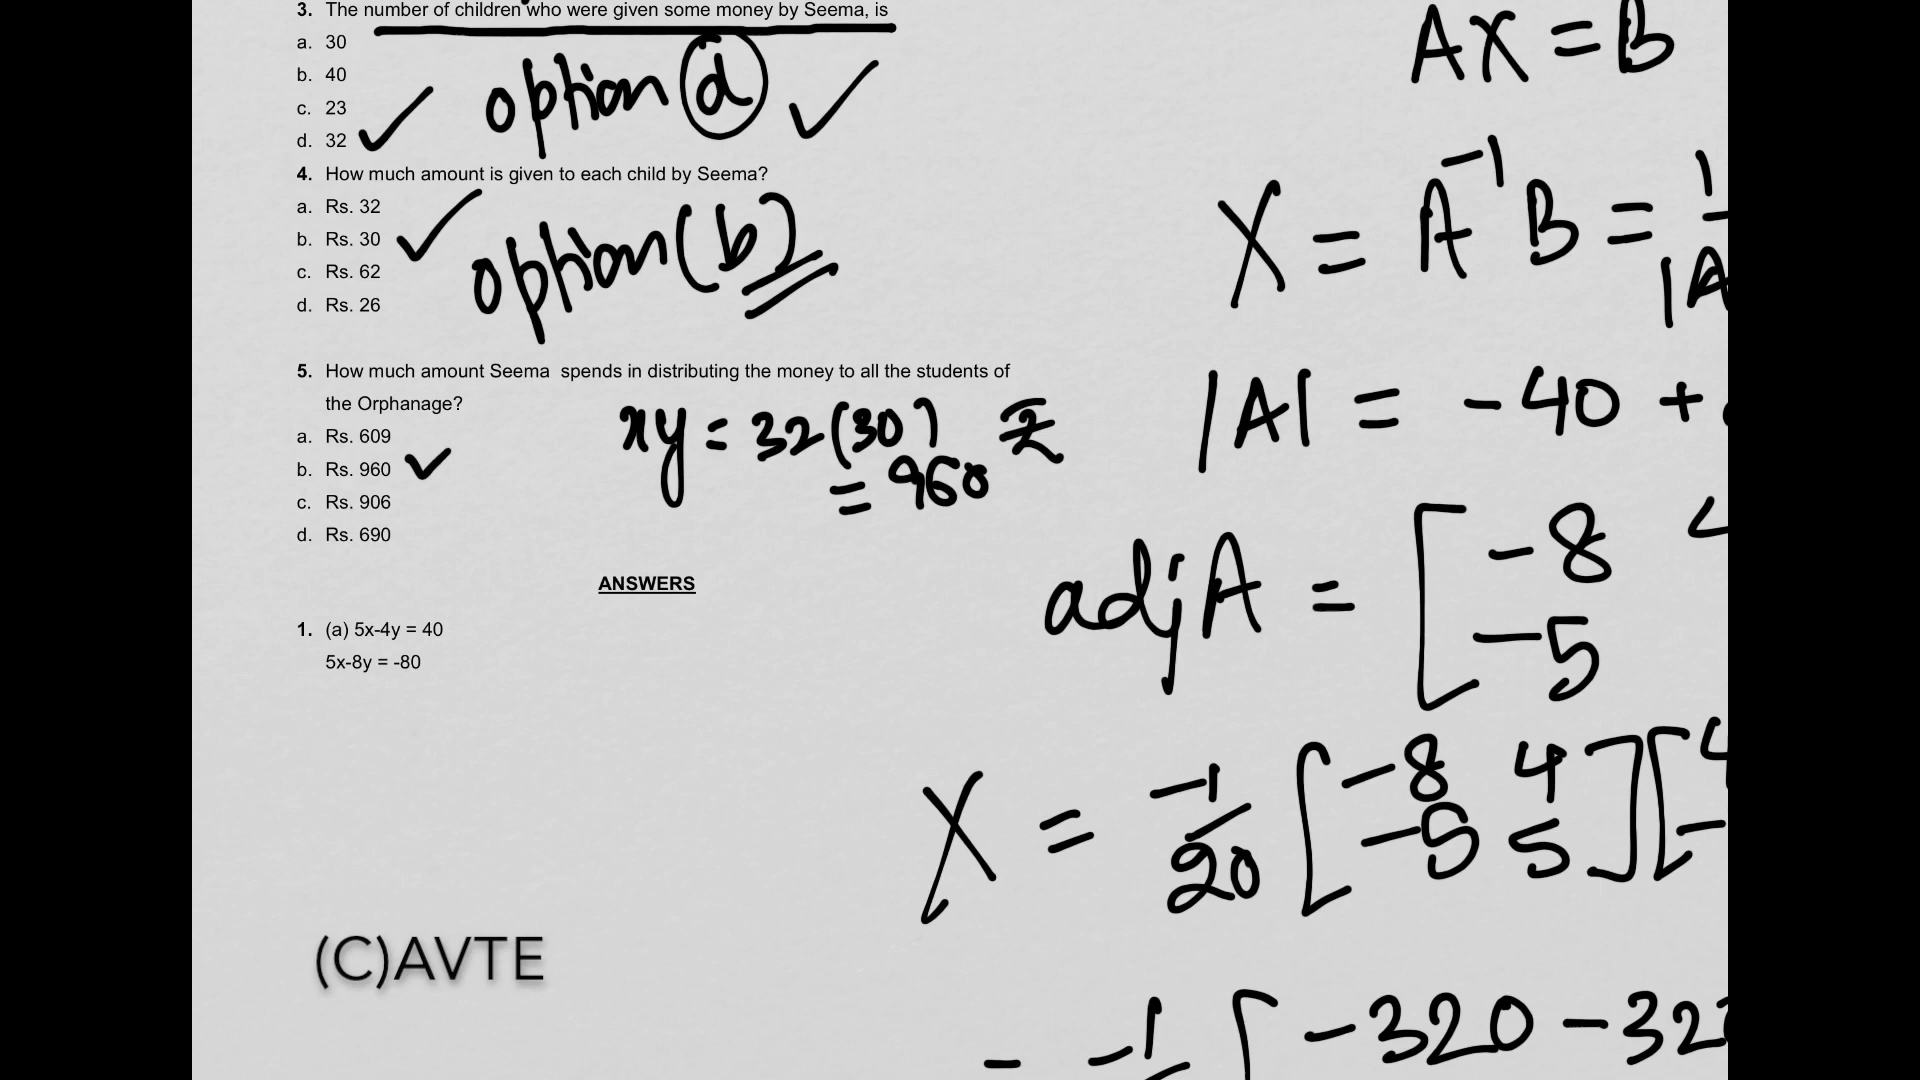 3. The number of children who were given some money by Seema, is
a. 30
b. 40
c. 23
d. 32
option d
4. How much amount is given to each child by Seema?
a. Rs. 32
b. Rs. 30
c. Rs. 62
d. Rs. 26
option (b)
5. How much amount Seema spends in distributing the money to all the students of
the Orphanage?
a. Rs. 609
b. Rs. 960
c. Rs. 906
d. Rs. 690
xy = 32(30)
= 960
ANSWERS
1. (a) 5x-4y = 40
5x-8y = -80
(C)AVTE
AX = B
X = A⁻¹B = 1
|A
|A| = -40 +
adjA = [-8 4
-5
X = -1/20 [-8 4
-5 5] [4
-
= -1 [-320 - 32